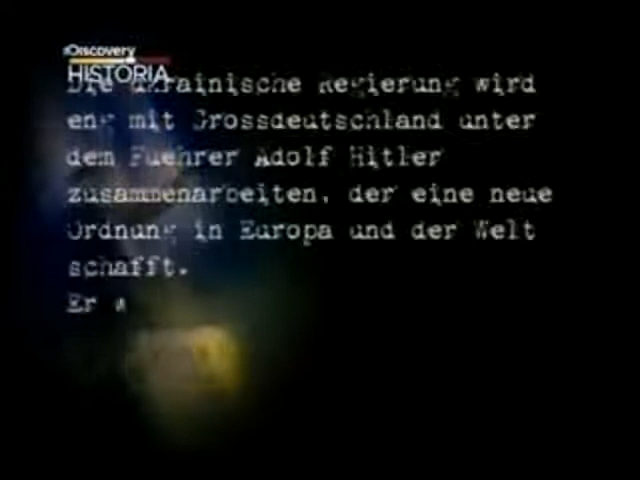 Discovery
HISTORIA
Die ukrainische Regierung wird
eng mit Grossdeutschland unter
dem Fuehrer Adolf Hitler
zusammenarbeiten, der eine neue
Ordnung in Europa und der Welt
schafft.
Er